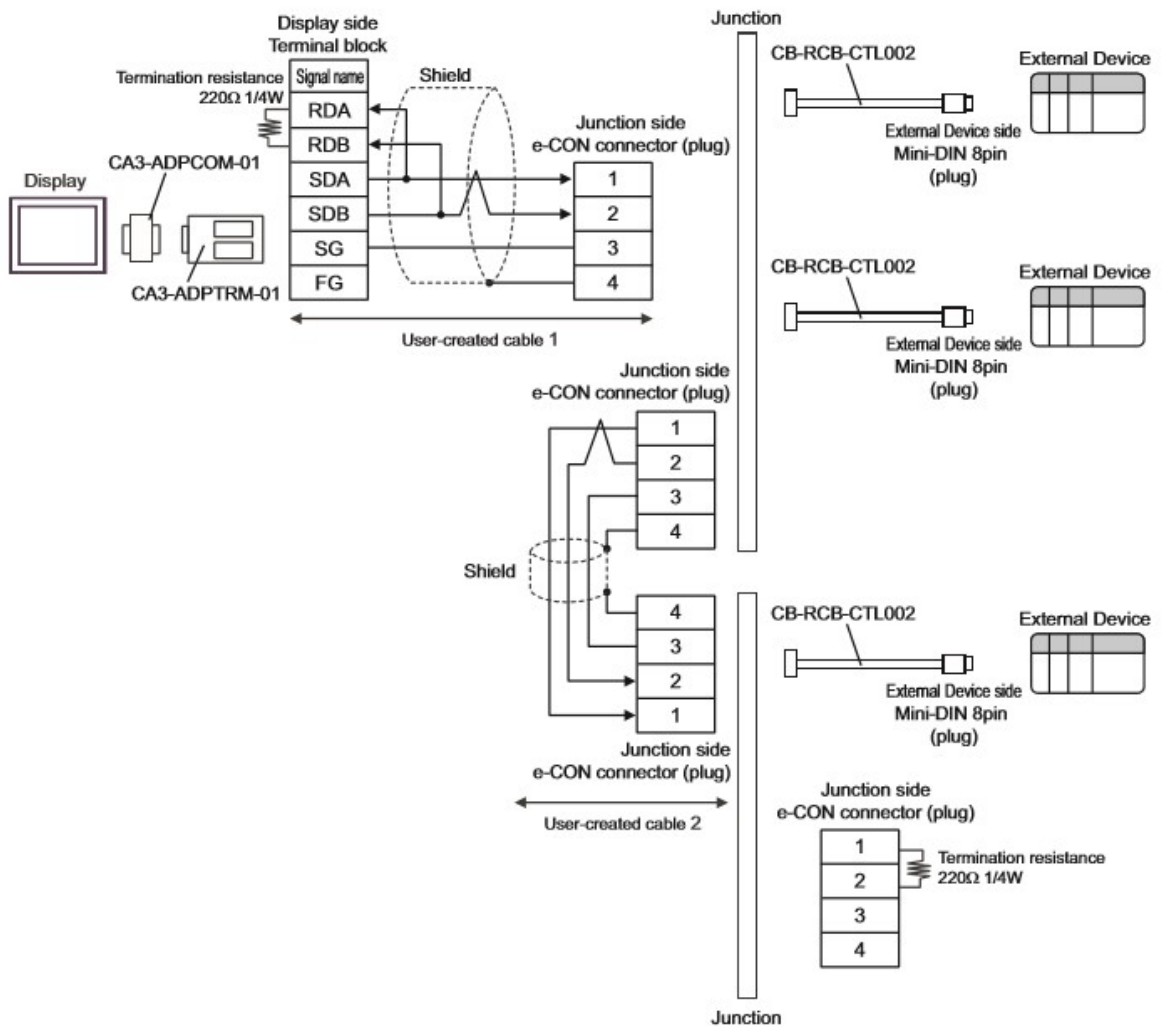 Junction
Display side
Terminal block
Termination resistance
220Ω 1/4W
Signal name
RDA
RDB
SDA
SDB
SG
FG
Shield
Junction side
e-CON connector (plug)
1
2
3
4
Display
CA3-ADPCOM-01
CA3-ADPTRM-01
User-created cable 1
CB-RCB-CTL002
External Device
External Device side
Mini-DIN 8pin
(plug)
CB-RCB-CTL002
External Device
External Device side
Mini-DIN 8pin
(plug)
Junction side
e-CON connector (plug)
1
2
3
4
Shield
4
3
2
1
Junction side
e-CON connector (plug)
User-created cable 2
CB-RCB-CTL002
External Device
External Device side
Mini-DIN 8pin
(plug)
Junction side
e-CON connector (plug)
1
2
3
4
Termination resistance
220Ω 1/4W
Junction